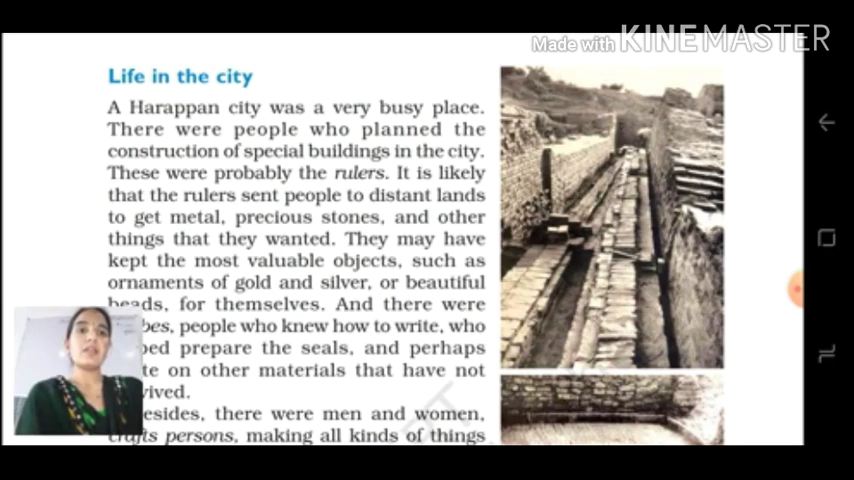 Made with KINEMASTER
Life in the city
A Harappan city was a very busy place.
There were people who planned the
construction of special buildings in the city.
These were probably the rulers. It is likely
that the rulers sent people to distant lands
to get metal, precious stones, and other
things that they wanted. They may have
kept the most valuable objects, such as
ornaments of gold and silver, or beautiful
beads, for themselves. And there were
bes, people who knew how to write, who
ped prepare the seals, and perhaps
te on other materials that have not
vived.
esides, there were men and women,
crafts persons, making all kinds of things